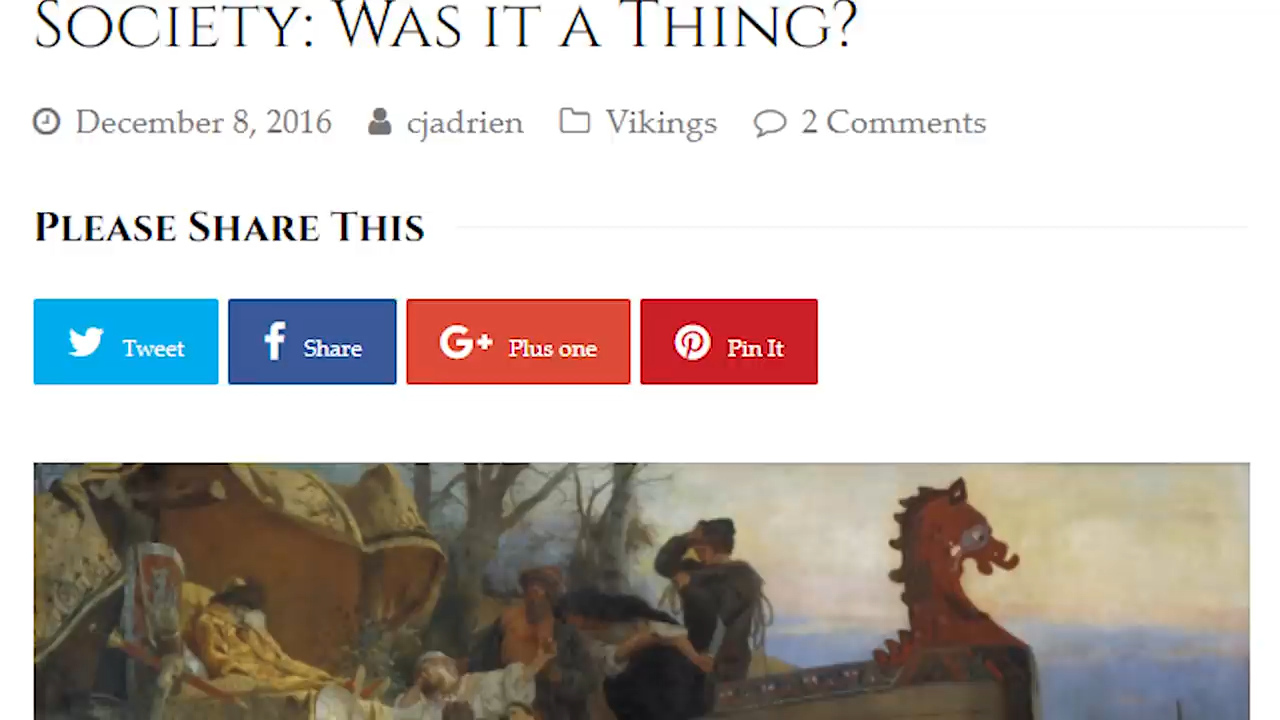 Society: Was it a Thing?
December 8, 2016 cjadrien Vikings 2 Comments
Please Share This
Tweet Share G+ Plus one Pin It